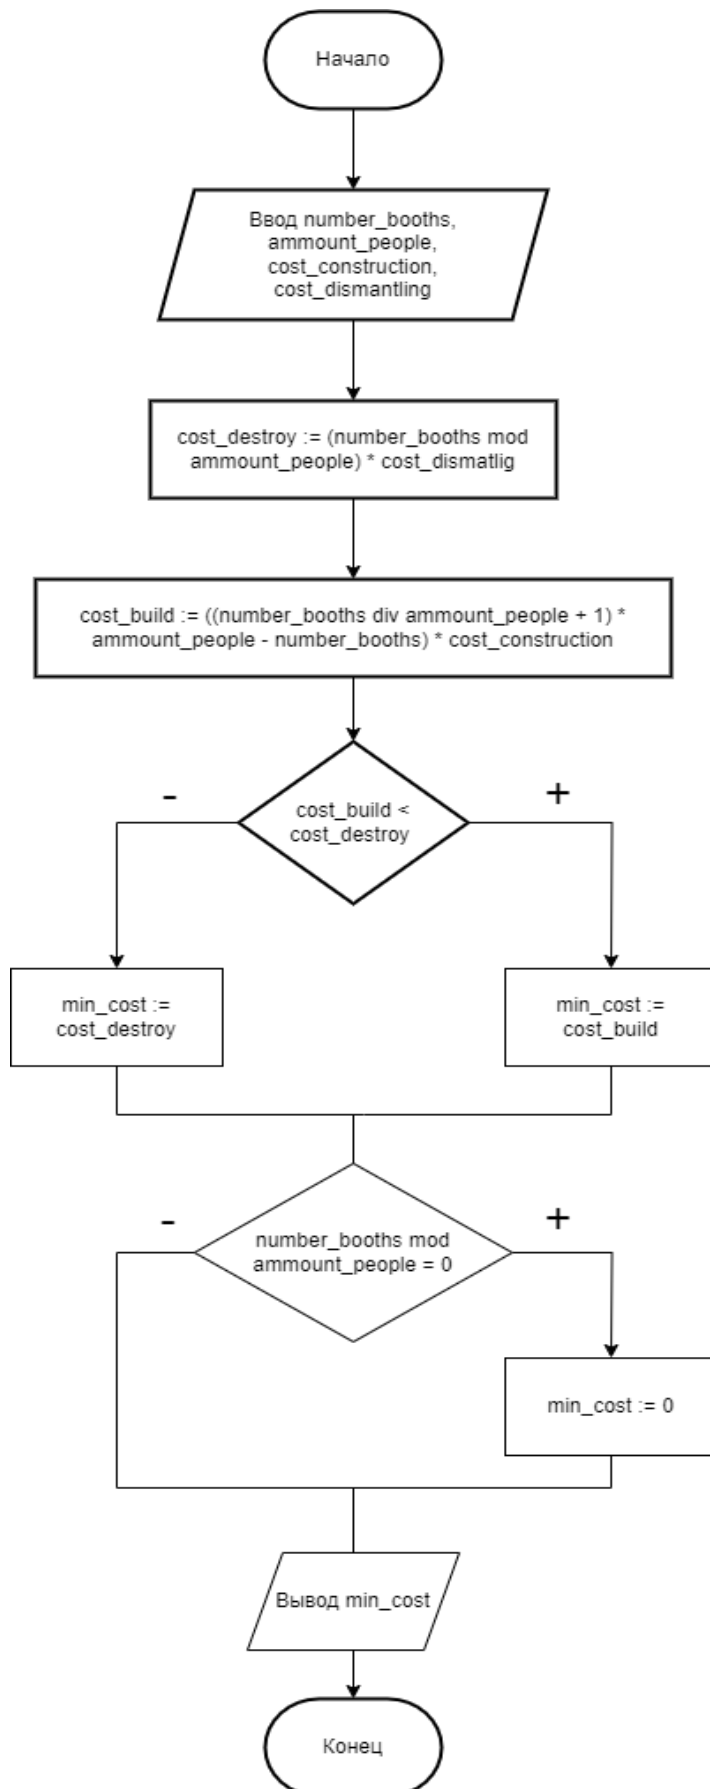 Начало
Ввод number_booths,
ammount_people,
cost_construction,
cost_dismantling
cost_destroy := (number_booths mod
ammount_people) * cost_dismatlig
cost_build := ((number_booths div ammount_people + 1) *
ammount_people - number_booths) * cost_construction
cost_build <
cost_destroy
-
+
min_cost :=
cost_destroy
min_cost :=
cost_build
number_booths mod
ammount_people = 0
-
+
min_cost := 0
Вывод min_cost
Конец